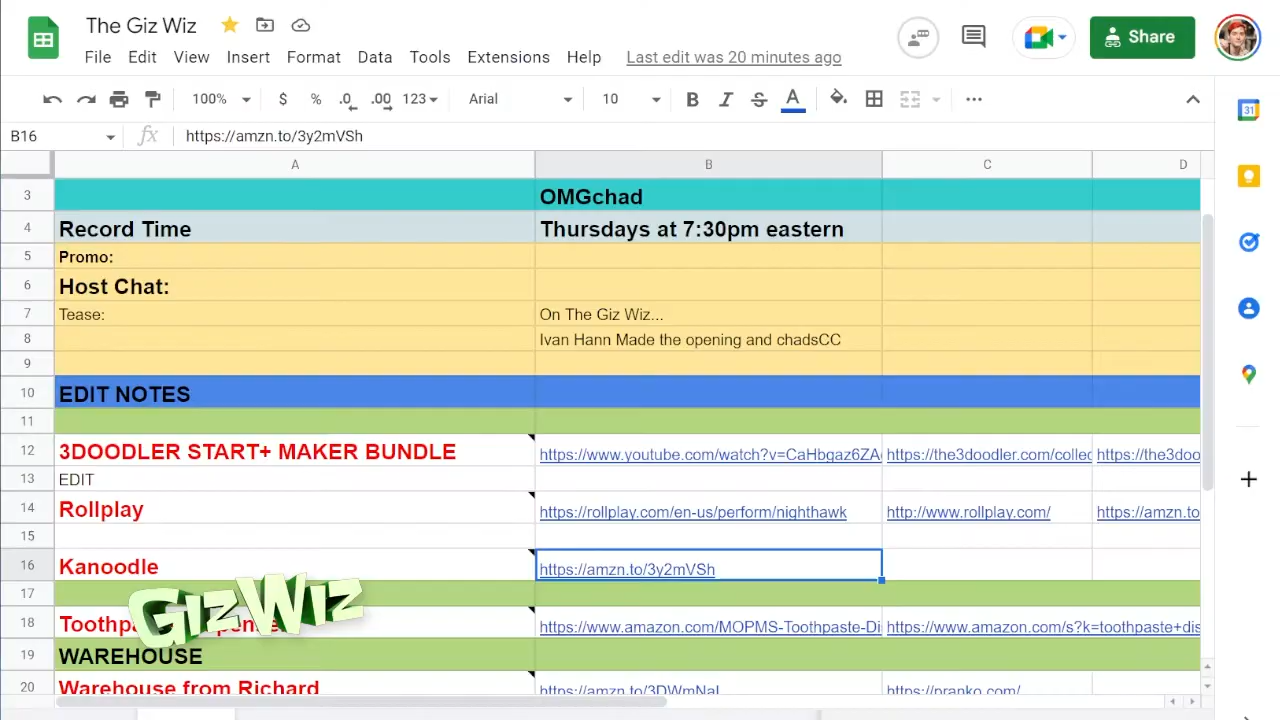 The Giz Wiz
File Edit View Insert Format Data Tools Extensions Help Last edit was 20 minutes ago
Share
100% $ % .0 .00 123 Arial 10 B I S A
31
B16 fx https://amzn.to/3y2mVSh
A B C D
3 OMGchad
4 Record Time Thursdays at 7:30pm eastern
5 Promo:
6 Host Chat:
7 Tease: On The Giz Wiz...
8 Ivan Hann Made the opening and chadsCC
9
10 EDIT NOTES
11
12 3DOODLER START+ MAKER BUNDLE https://www.youtube.com/watch?v=CaHbgaz6ZA https://the3doodler.com/collec https://the3doo
13 EDIT
14 Rollplay https://rollplay.com/en-us/perform/nighthawk http://www.rollplay.com/ https://amzn.to
15
16 Kanoodle https://amzn.to/3y2mVSh
17
GizWiz
18 https://www.amazon.com/MOPMS-Toothpaste-Di https://www.amazon.com/s?k=toothpaste+dis
19 WAREHOUSE
20 Warehouse from Richard https://amzn.to/3DWmNaL https://pranko.com/